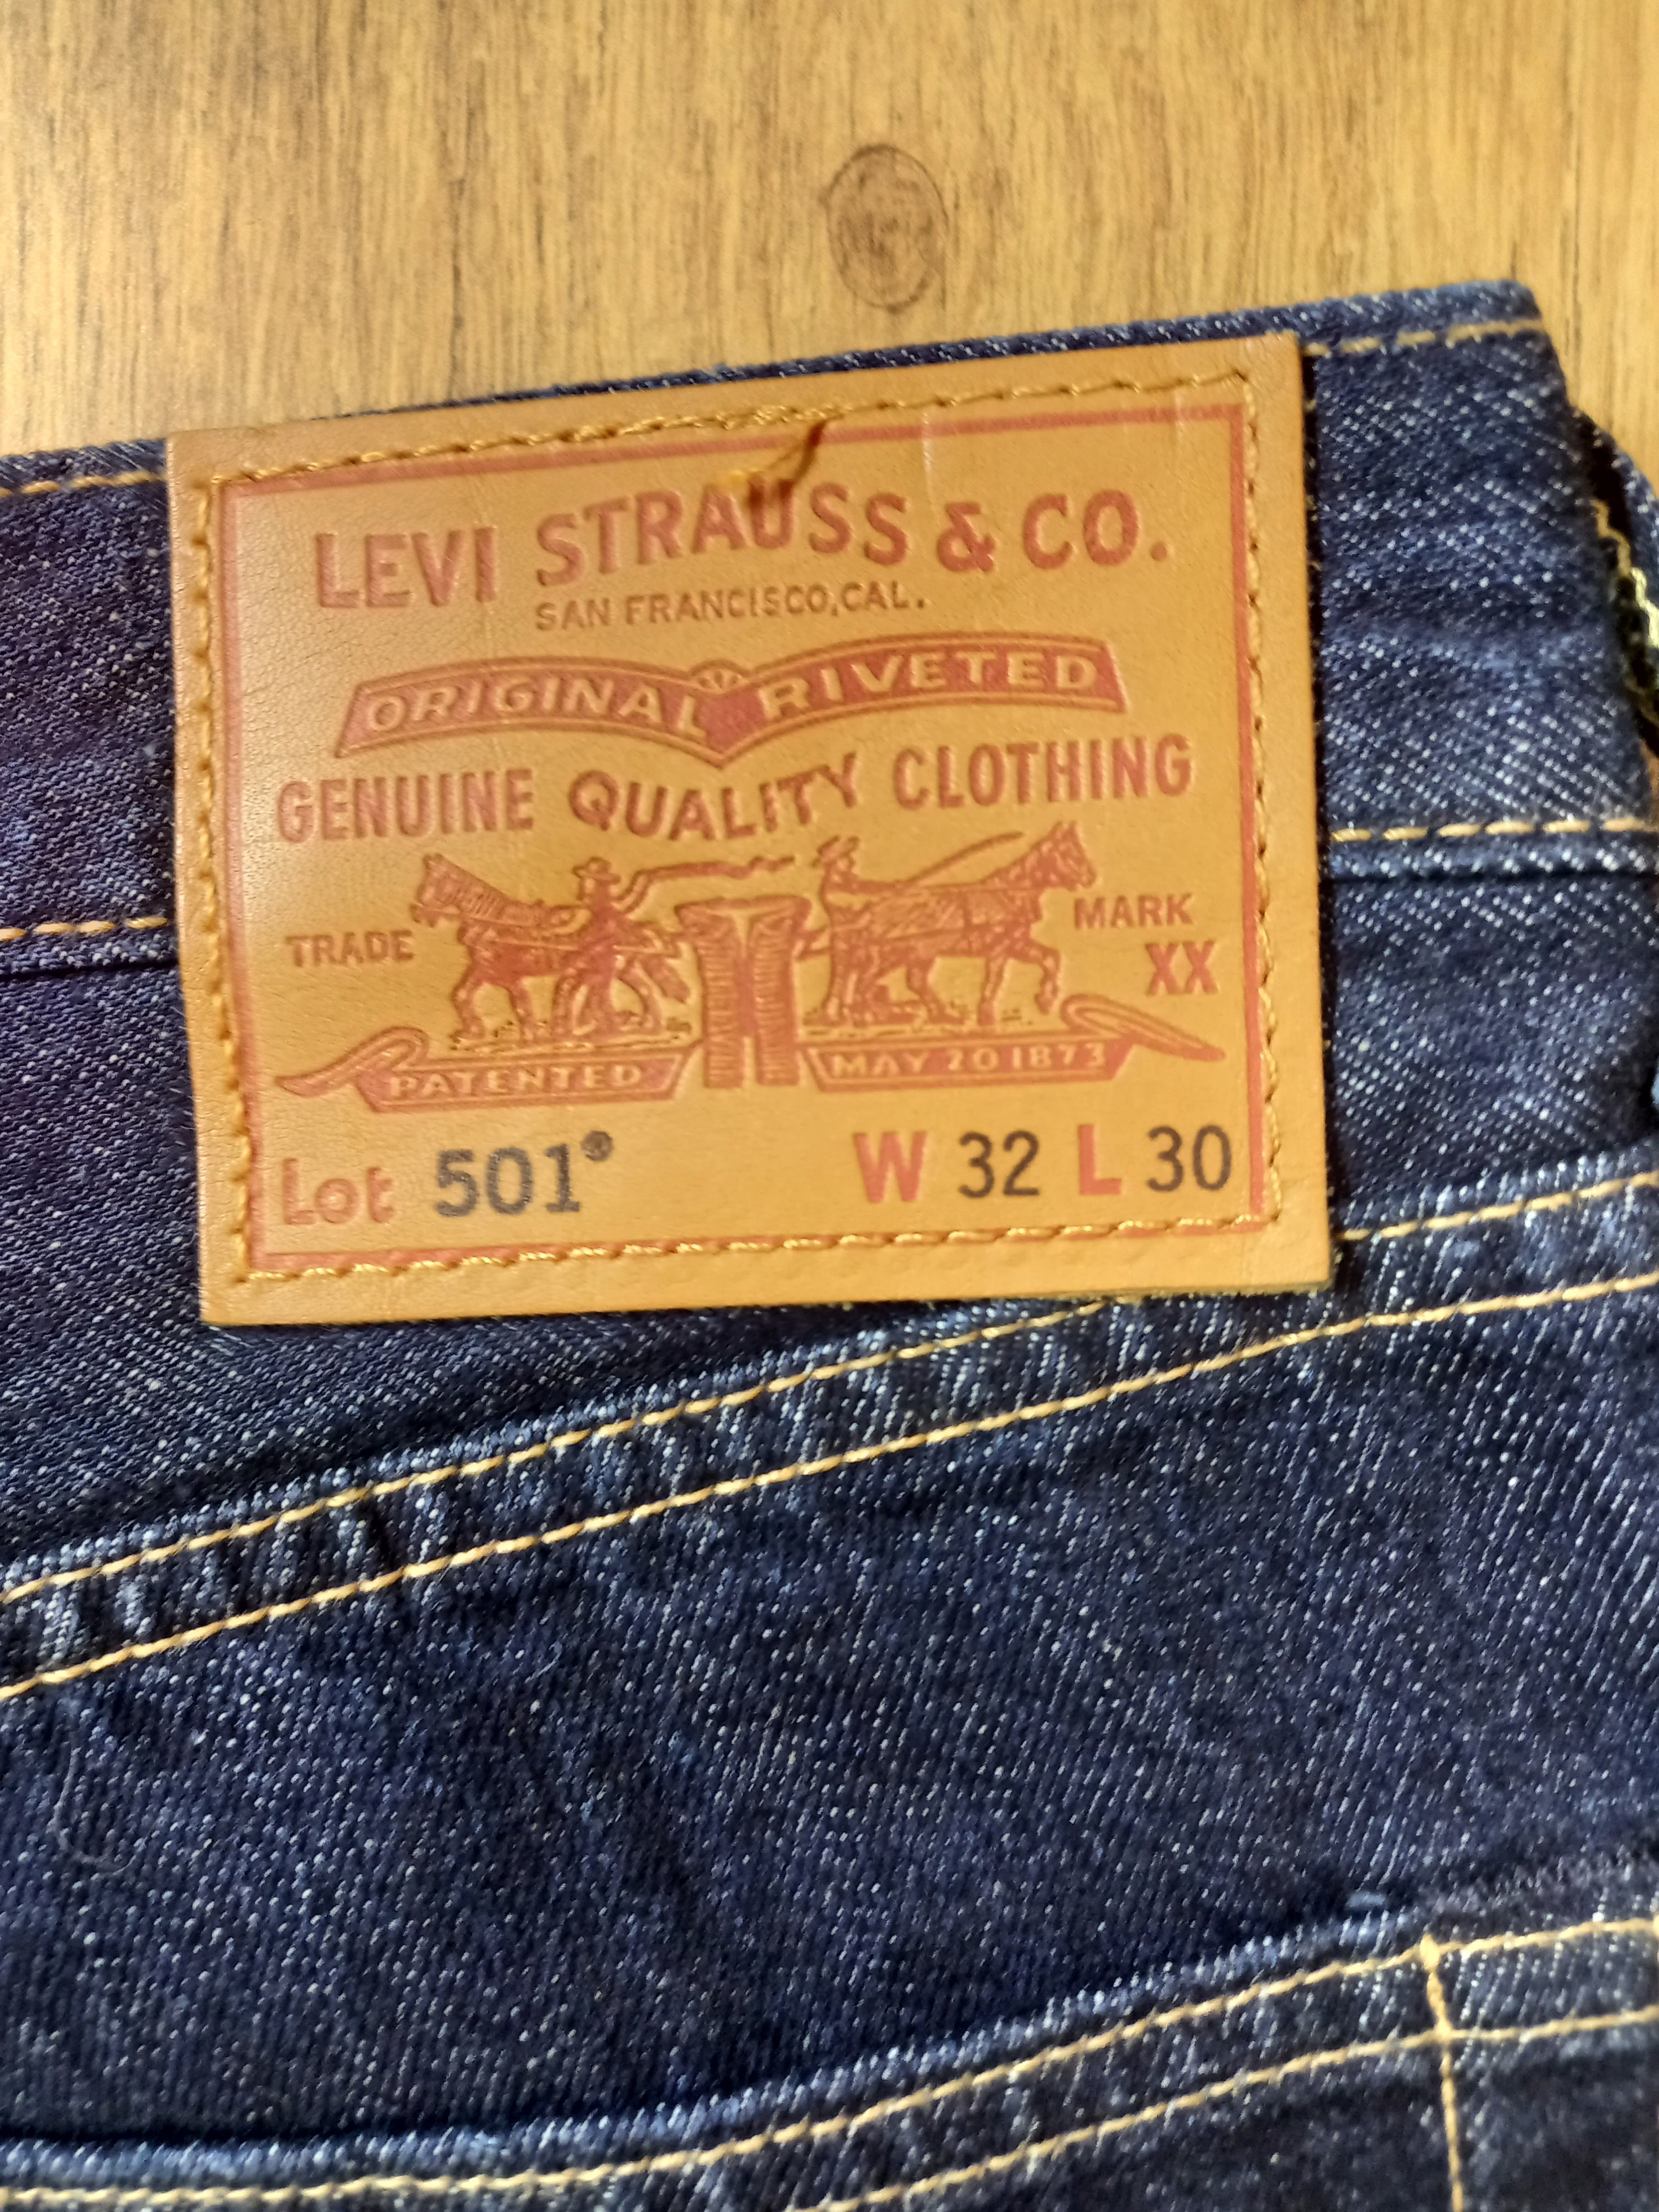 LEVI STRAUSS & CO.
SAN FRANCISCO, CAL.
ORIGINAL RIVETED
GENUINE QUALITY CLOTHING
TRADE MARK
XX
PATENTED MAY 20 1873
Lot 501® W 32 L 30